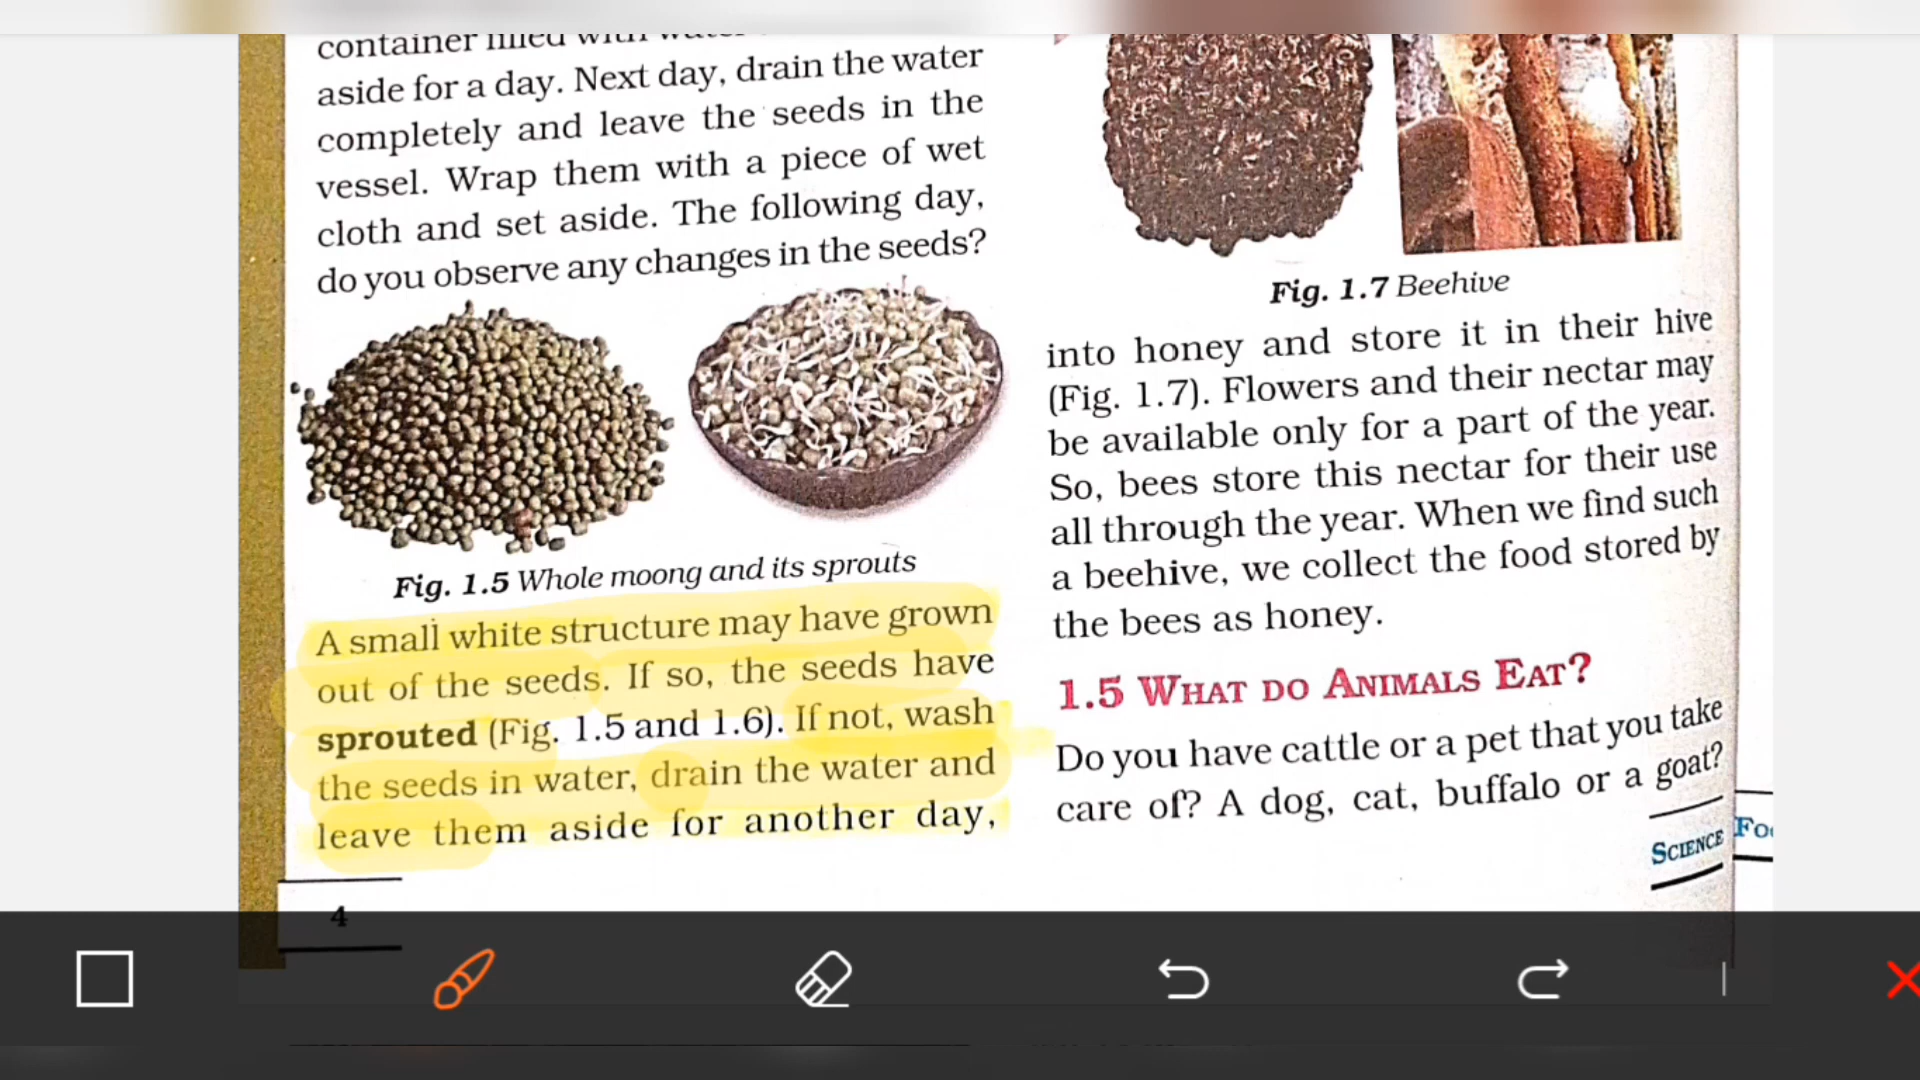 container filled with water
aside for a day. Next day, drain the water
completely and leave the seeds in the
vessel. Wrap them with a piece of wet
cloth and set aside. The following day,
do you observe any changes in the seeds?
Fig. 1.5 Whole moong and its sprouts
A small white structure may have grown
out of the seeds. If so, the seeds have
sprouted (Fig. 1.5 and 1.6). If not, wash
the seeds in water, drain the water and
leave them aside for another day,
4
Fig. 1.7 Beehive
into honey and store it in their hive
(Fig. 1.7). Flowers and their nectar may
be available only for a part of the year.
So, bees store this nectar for their use
all through the year. When we find such
a beehive, we collect the food stored by
the bees as honey.
1.5 WHAT DO ANIMALS EAT?
Do you have cattle or a pet that you take
care of? A dog, cat, buffalo or a goat?
SCIENCE